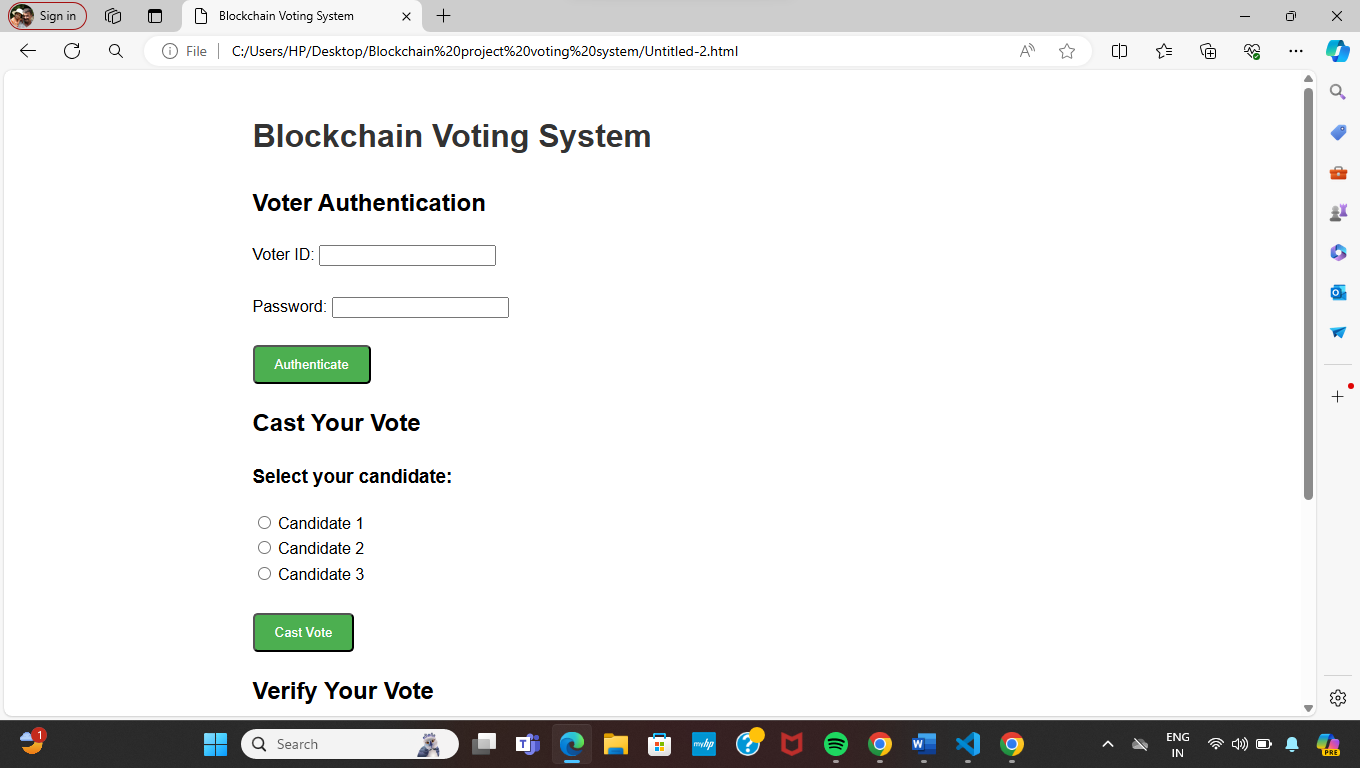 Sign in
Blockchain Voting System
File
C:/Users/HP/Desktop/Blockchain%20project%20voting%20system/Untitled-2.html
Blockchain Voting System
Voter Authentication
Voter ID:
Password:
Authenticate
Cast Your Vote
Select your candidate:
Candidate 1
Candidate 2
Candidate 3
Cast Vote
Verify Your Vote
1
Search
ENG
IN
PRE